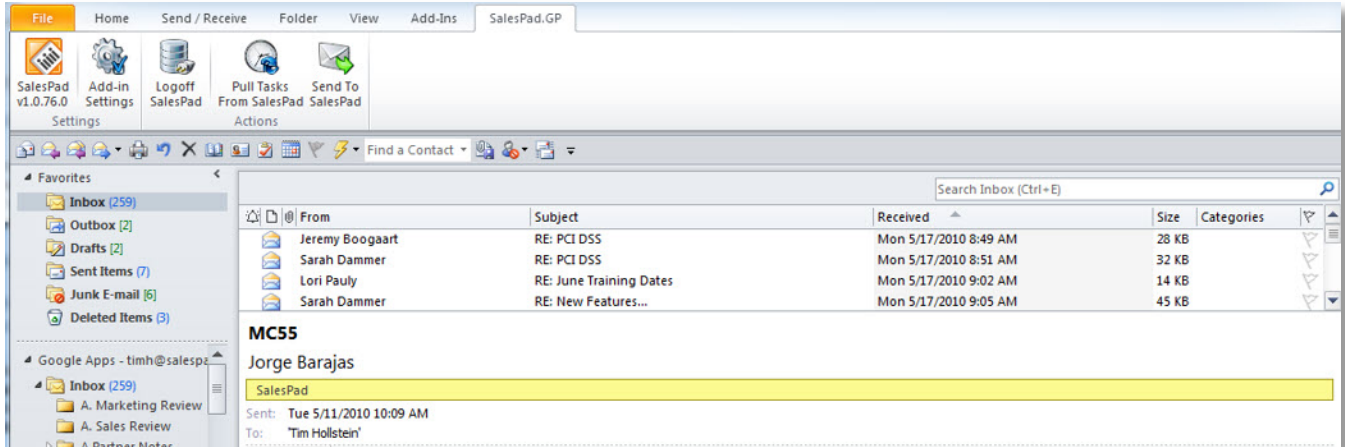 File Home Send / Receive Folder View Add-Ins SalesPad.GP
SalesPad v1.0.76.0
Add-in Settings
Logoff SalesPad
Pull Tasks From SalesPad
Send To SalesPad
Settings Actions
Find a Contact
Favorites
Inbox (259)
Outbox [2]
Drafts [2]
Sent Items (7)
Junk E-mail [6]
Deleted Items (3)
Google Apps - timh@salespa
Inbox (259)
A. Marketing Review
A. Sales Review
A Partner Notes
Search Inbox (Ctrl+E)
From Subject Received Size Categories
Jeremy Boogaart RE: PCI DSS Mon 5/17/2010 8:49 AM 28 KB
Sarah Dammer RE: PCI DSS Mon 5/17/2010 8:51 AM 32 KB
Lori Pauly RE: June Training Dates Mon 5/17/2010 9:02 AM 14 KB
Sarah Dammer RE: New Features... Mon 5/17/2010 9:05 AM 45 KB
MC55
Jorge Barajas
SalesPad
Sent: Tue 5/11/2010 10:09 AM
To: 'Tim Hollstein'